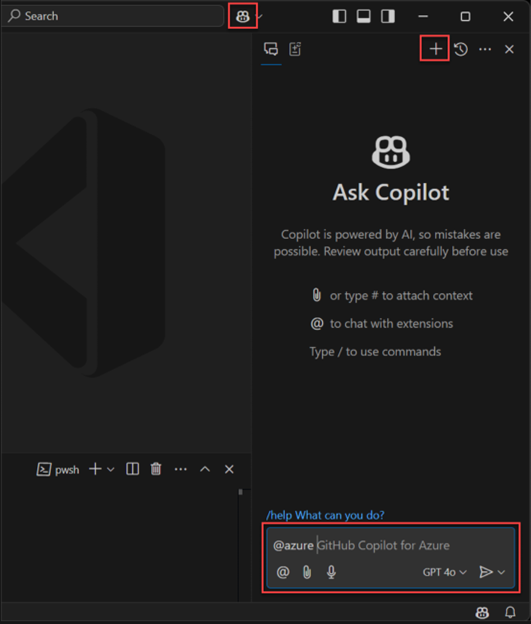 Search
Ask Copilot
Copilot is powered by AI, so mistakes are
possible. Review output carefully before use
or type # to attach context
@ to chat with extensions
Type / to use commands
pwsh
/help What can you do?
@azure GitHub Copilot for Azure
@ GPT 4o